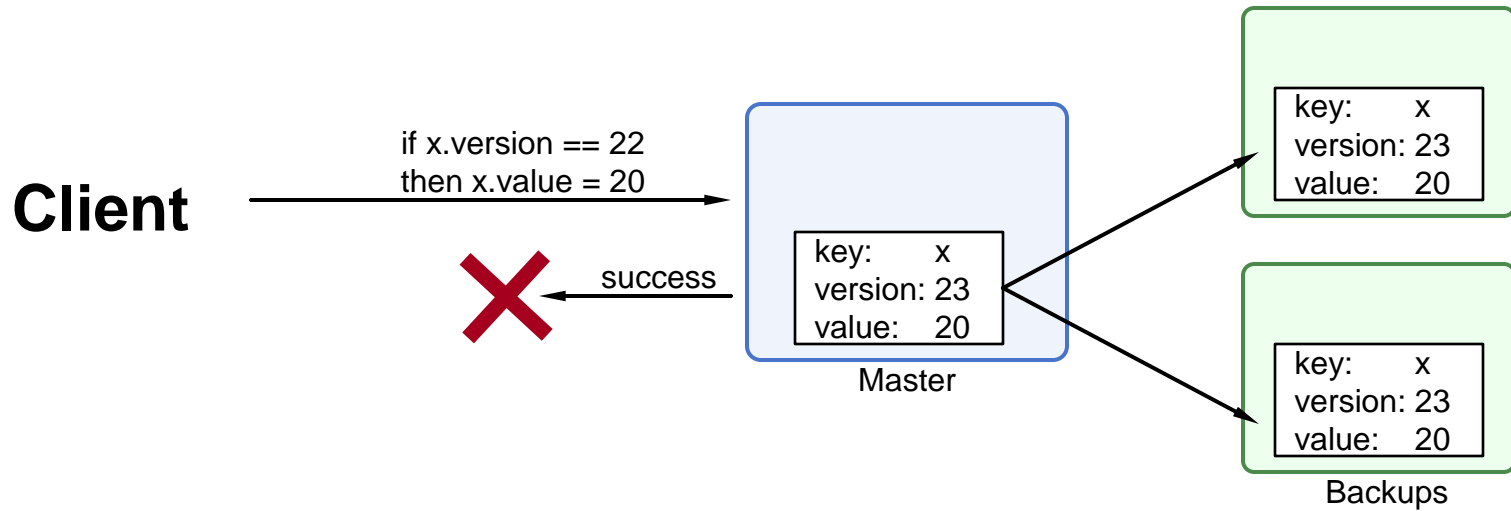 Client
if x.version == 22
then x.value = 20
success
key: x
version: 23
value: 20
Master
key: x
version: 23
value: 20
key: x
version: 23
value: 20
Backups